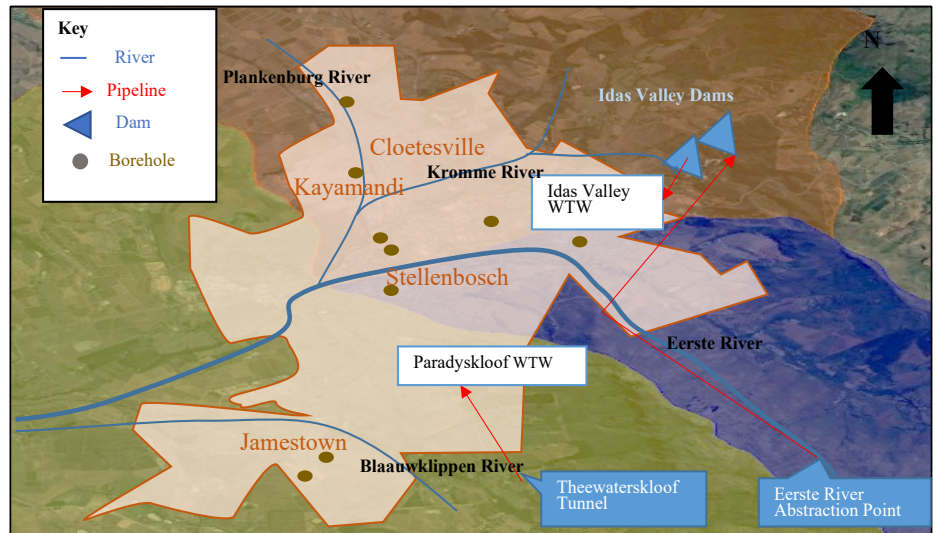 Key
River
Pipeline
Dam
Borehole
N
Plankenburg River
Idas Valley Dams
Cloetesville
Kromme River
Kayamandi
Idas Valley
WTW
Stellenbosch
Eerste River
Paradyskloof WTW
Jamestown
Blaauwklippen River
Theewaterskloof
Tunnel
Eerste River
Abstraction Point